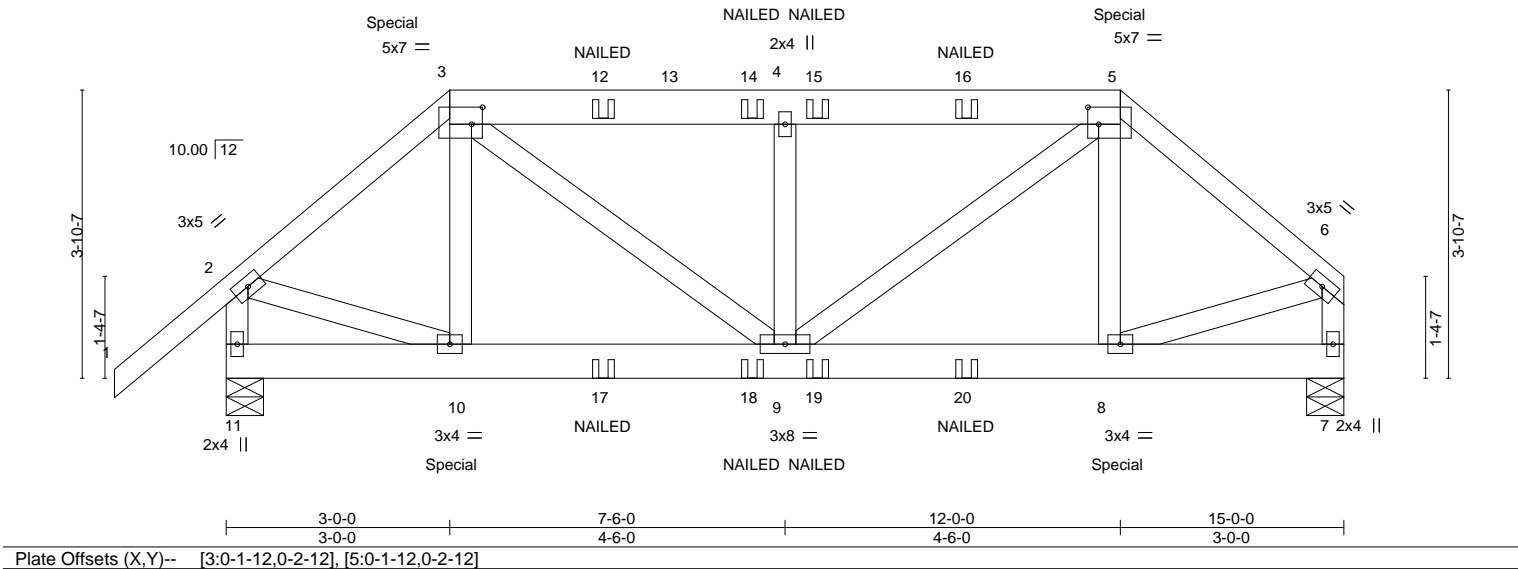 NAILED NAILED
Special
Special
2x4 ||
5x7 =
5x7 =
NAILED
NAILED
3
12
13
14
4
15
16
5
10.00 12
3x5 //
3x5 \\
6
2
3-10-7
3-10-7
1-4-7
1-4-7
1
17
18
19
20
11
10
9
8
7 2x4 ||
2x4 ||
3x4 =
NAILED
3x8 =
NAILED
3x4 =
Special
NAILED NAILED
Special
3-0-0
7-6-0
12-0-0
15-0-0
3-0-0
4-6-0
4-6-0
3-0-0
Plate Offsets (X,Y)-- [3:0-1-12,0-2-12], [5:0-1-12,0-2-12]